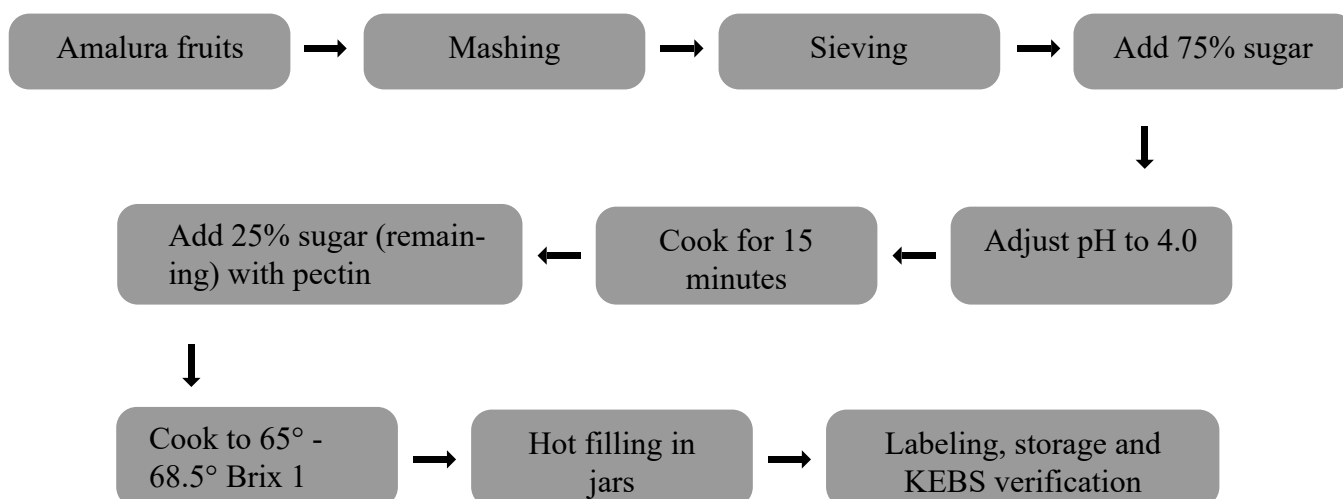 Amalura fruits
Mashing
Sieving
Add 75% sugar
Adjust pH to 4.0
Cook for 15
minutes
Add 25% sugar (remain-
ing) with pectin
Cook to 65° -
68.5° Brix 1
Hot filling in
jars
Labeling, storage and
KEBS verification